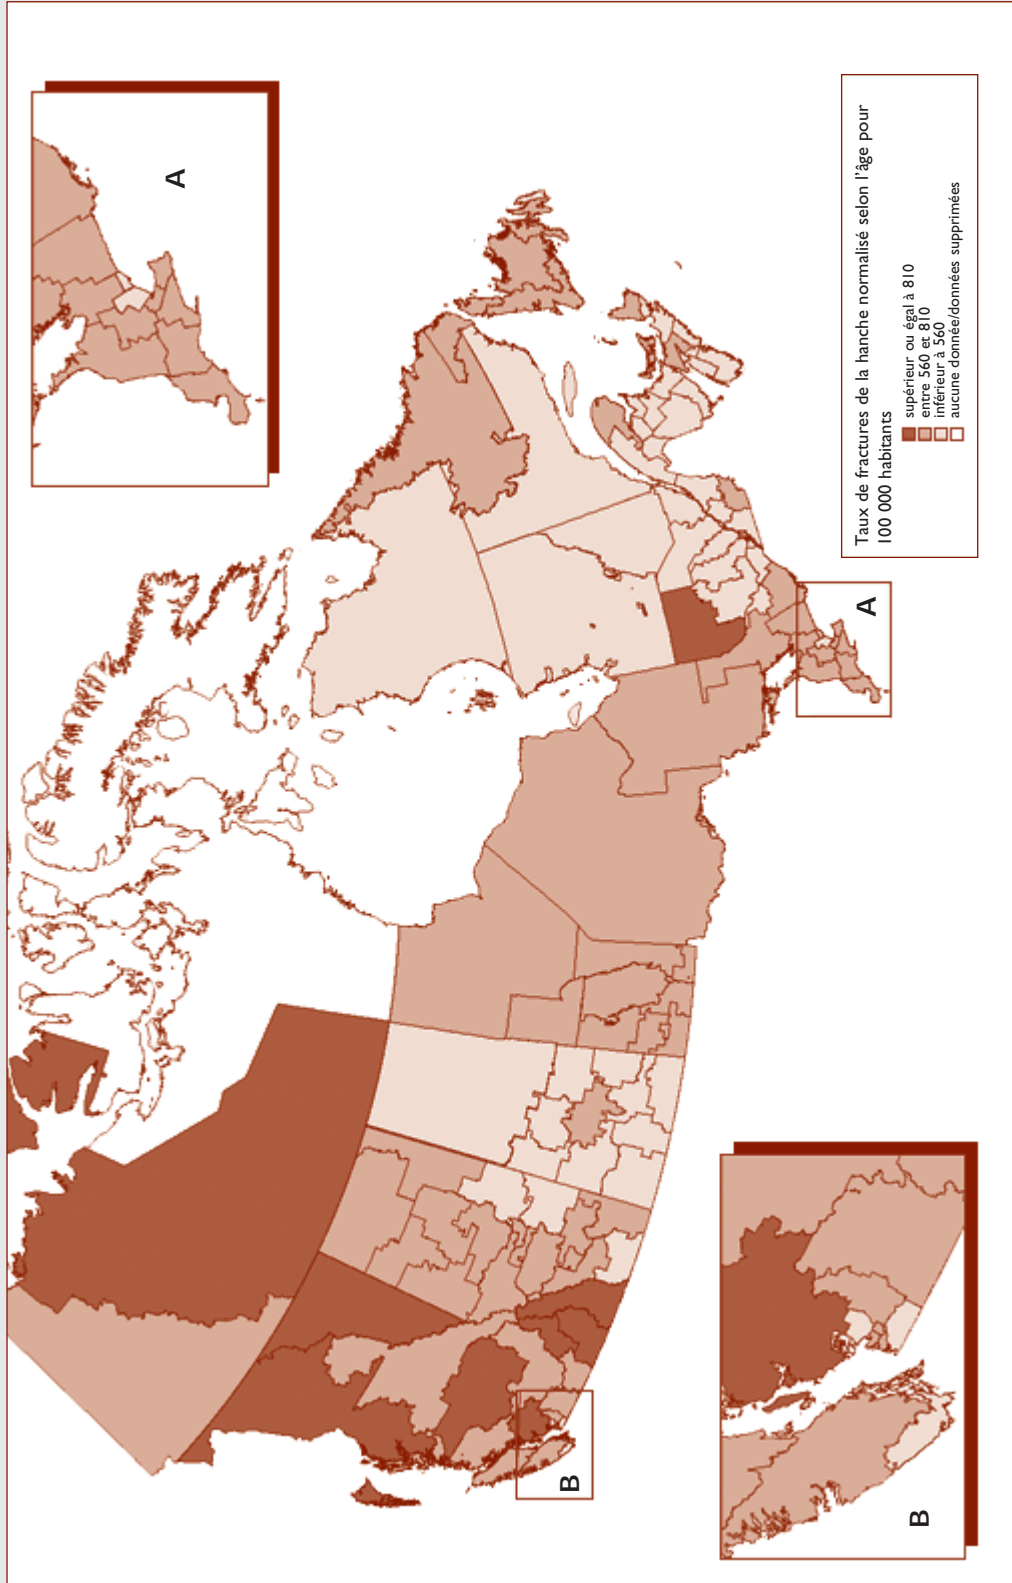 Taux de fractures de la hanche normalisé selon l'âge pour
100 000 habitants
supérieur ou égal à 810
entre 560 et 810
inférieur à 560
aucune donnée/données supprimées
A
A
B
B